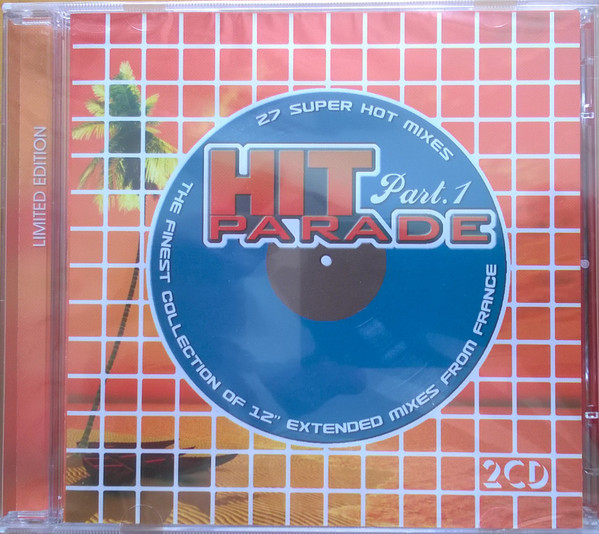 LIMITED EDITION
27 SUPER HOT MIXES
HIT
Part.1
PARADE
THE FINEST COLLECTION OF 12" EXTENDED MIXES FROM FRANCE
2CD